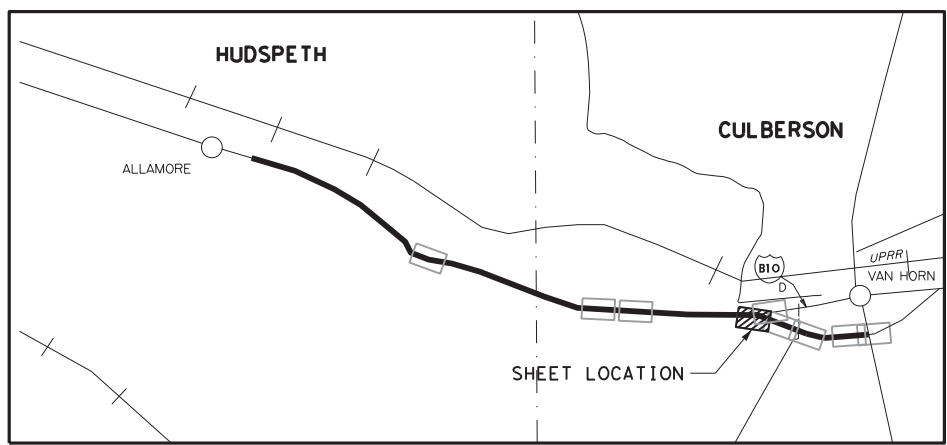 HUDSPETH
CULBERSON
ALLAMORE
UPRR
B10
VAN HORN
D
SHEET LOCATION